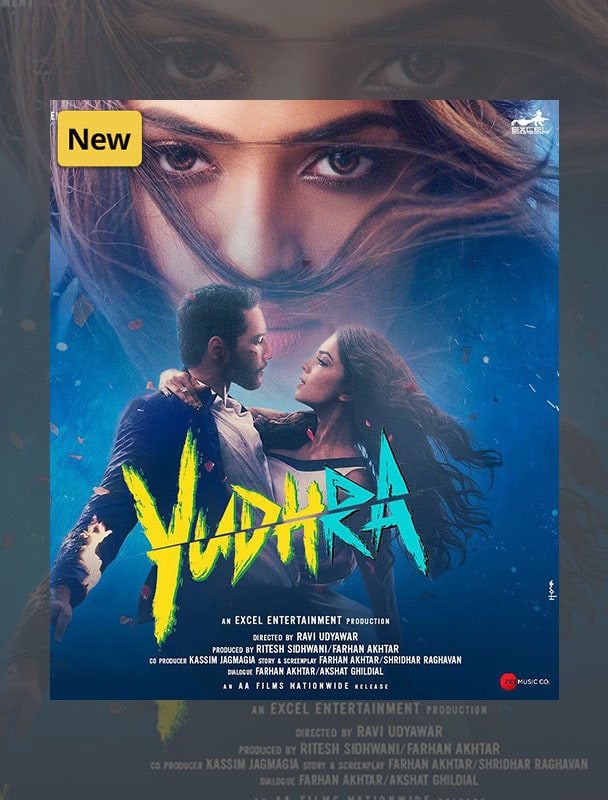 MENT
New
EXCEL
YUDHRA
AN EXCEL ENTERTAINMENT PRODUCTION
DIRECTED BY RAVI UDYAWAR
PRODUCED BY RITESH SIDHWANI/FARHAN AKHTAR
CO PRODUCER KASSIM JAGMAGIA STORY & SCREENPLAY FARHAN AKHTAR/SHRIDHAR RAGHAVAN
DIALOGUE FARHAN AKHTAR/AKSHAT GHILDIAL
AN AA FILMS NATIONWIDE RELEASE
ZEE MUSIC CO.
AN EXCEL ENTERTAINMENT PRODUCTION
DIRECTED BY RAVI UDYAWAR
PRODUCED BY RITESH SIDHWANI/FARHAN AKHTAR
CO PRODUCER KASSIM JAGMAGIA STORY & SCREENPLAY FARHAN AKHTAR/SHRIDHAR RAGHAVAN
DIALOGUE FARHAN AKHTAR/AKSHAT GHILDIAL